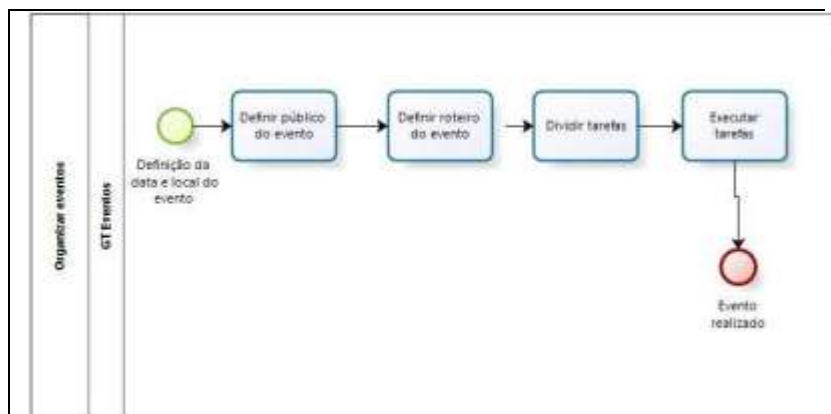 Organizar eventos
GT Eventos
Definição da
data e local do
evento
Definir público
do evento
Definir roteiro
do evento
Dividir tarefas
Executar
tarefas
Evento
realizado